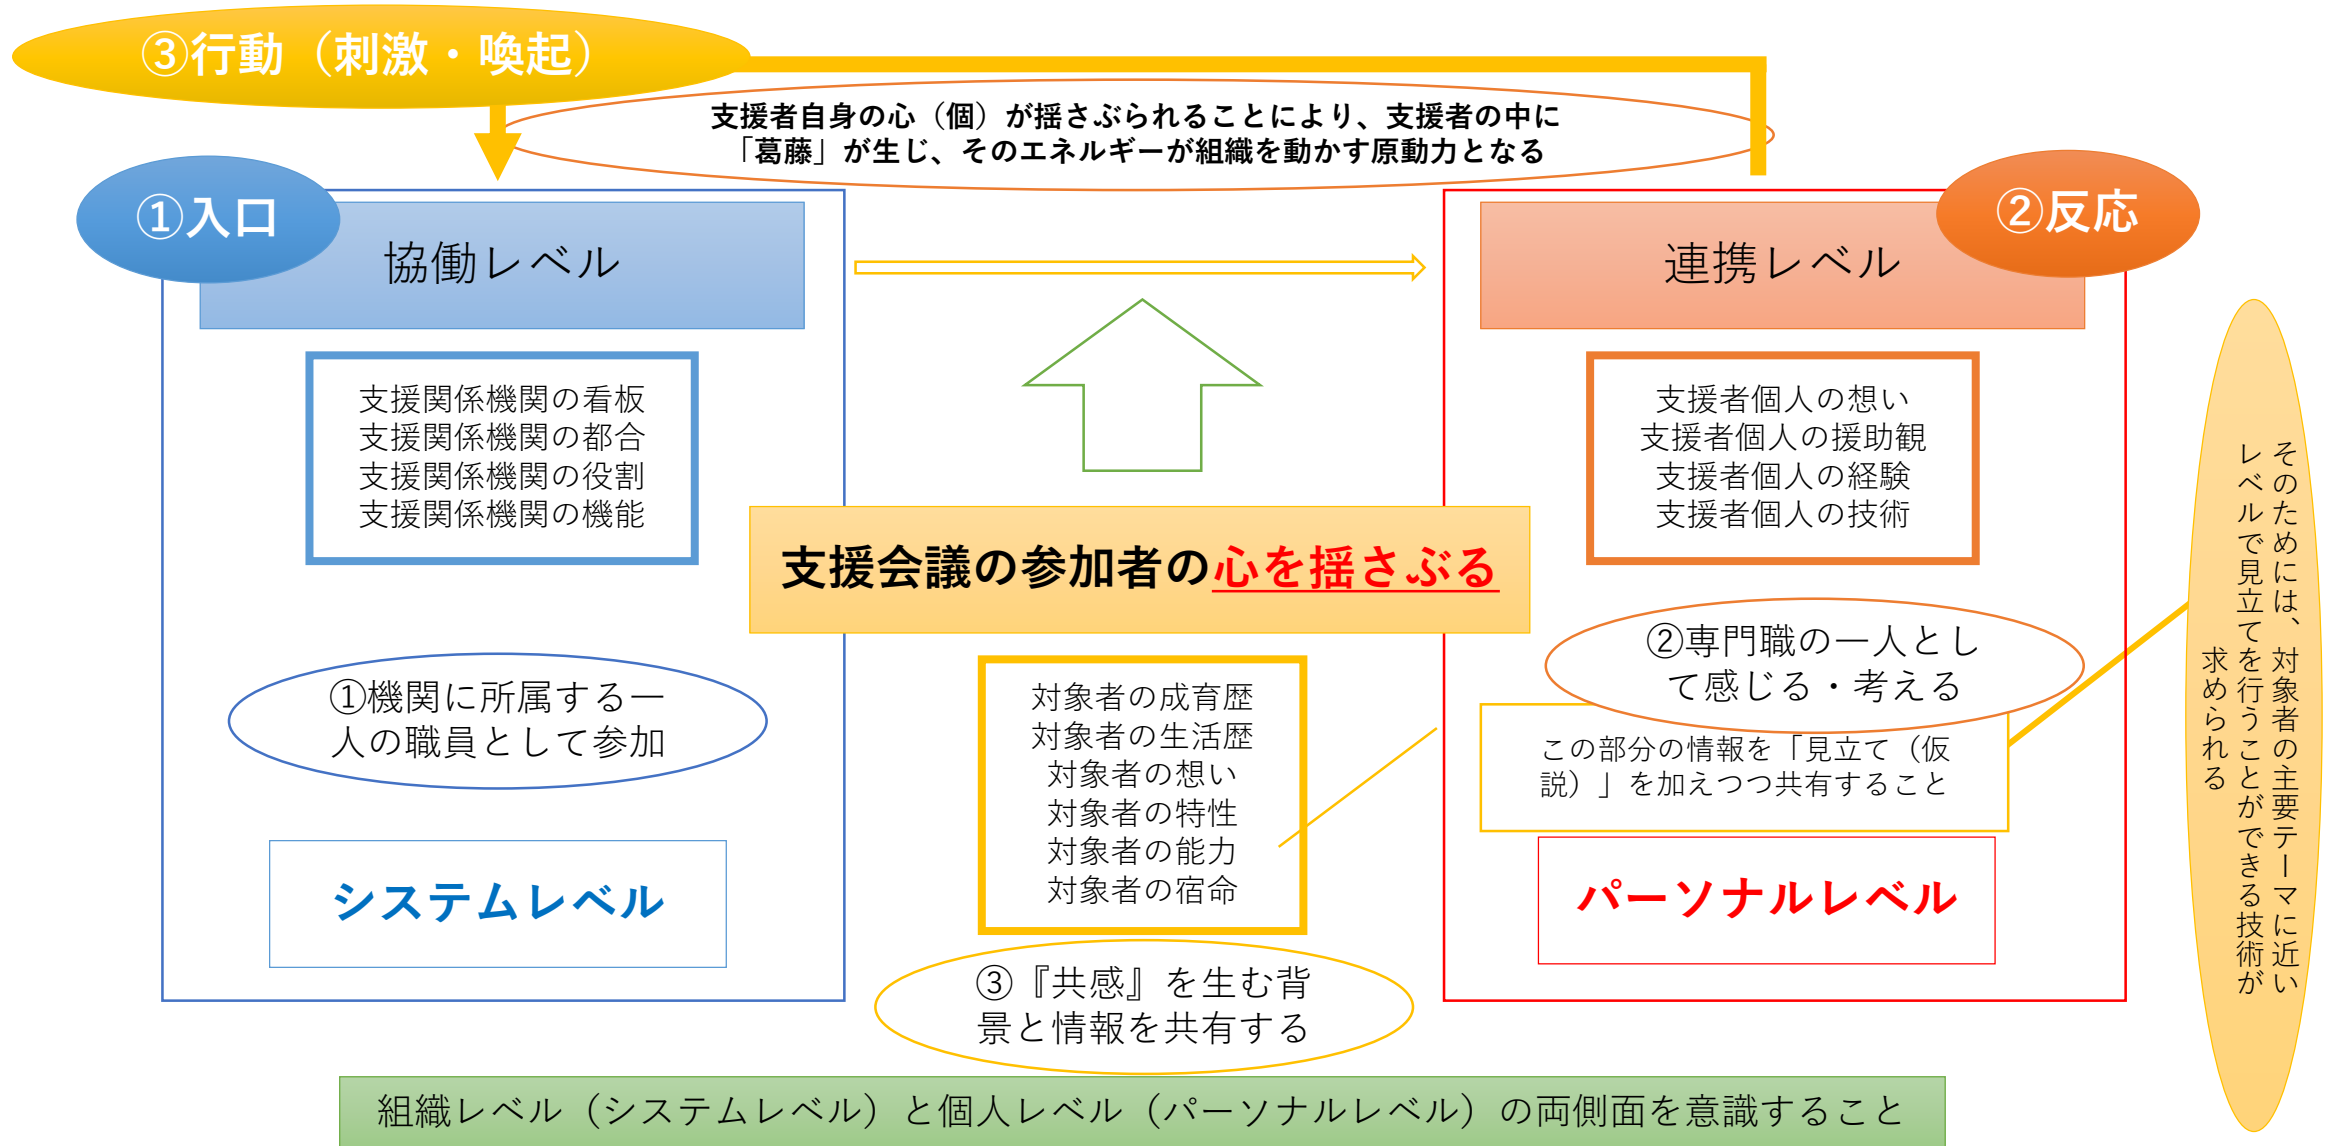 ③行動（刺激・喚起）
支援者自身の心（個）が揺さぶられることにより、支援者の中に
「葛藤」が生じ、そのエネルギーが組織を動かす原動力となる
①入口
協働レベル
支援関係機関の看板
支援関係機関の都合
支援関係機関の役割
支援関係機関の機能
①機関に所属する一
人の職員として参加
システムレベル
支援会議の参加者の心を揺さぶる
対象者の成育歴
対象者の生活歴
対象者の想い
対象者の特性
対象者の能力
対象者の宿命
③『共感』を生む背
景と情報を共有する
②反応
連携レベル
支援者個人の想い
支援者個人の援助観
支援者個人の経験
支援者個人の技術
②専門職の一人とし
て感じる・考える
この部分の情報を「見立て（仮
説）」を加えつつ共有すること
パーソナルレベル
そのためには、対象者の主要テーマに近い
レベルで見立てを行うことができる技術が
求められる
組織レベル（システムレベル）と個人レベル（パーソナルレベル）の両側面を意識すること